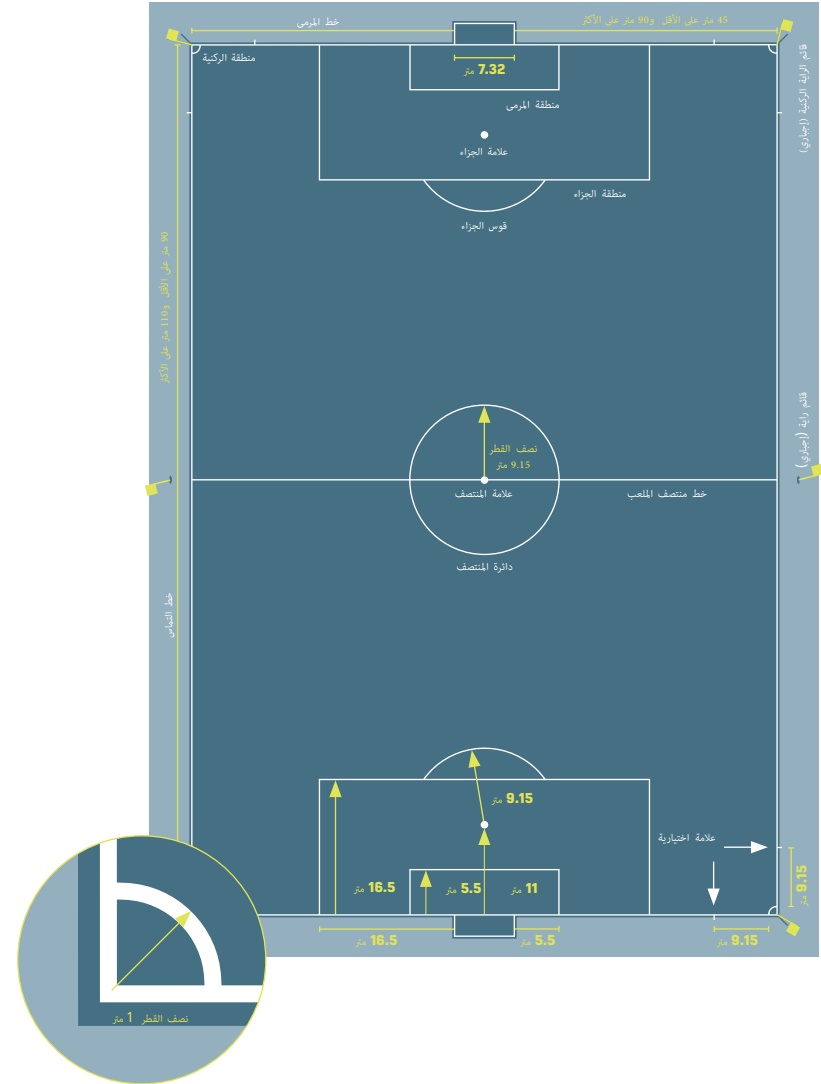 45 متر على الأقل و90 متر على الأكثر
خط المرمى
منطقة الركنية
قائم الراية الركنية (إجباري)
7.32 متر
منطقة المرمى
علامة الجزاء
منطقة الجزاء
قوس الجزاء
90 متر على الأقل و110 متر على الأكثر
قائم راية (إجباري)
نصف القطر
9.15 متر
علامة المنتصف
خط منتصف الملعب
دائرة المنتصف
خط التماس
9.15 متر
علامة اختيارية
9.15 متر
11 متر
5.5 متر
16.5 متر
9.15 متر
5.5 متر
16.5 متر
نصف القطر 1 متر